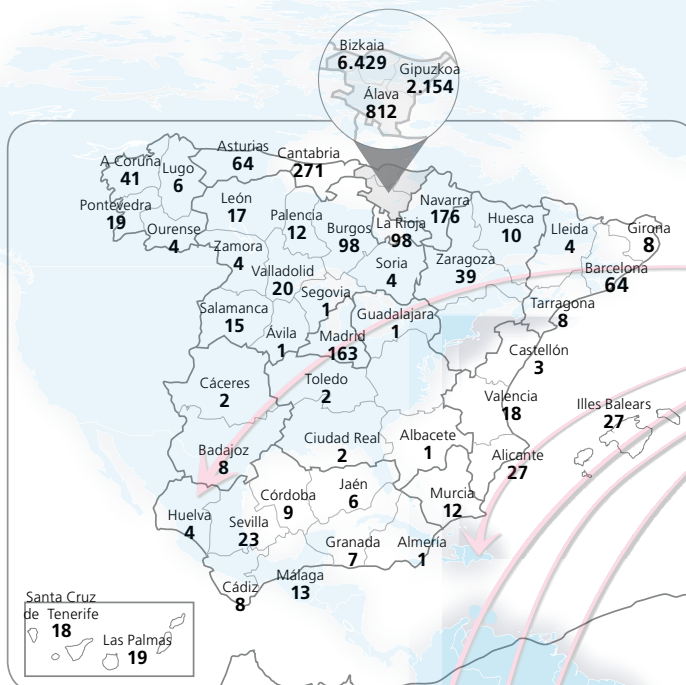 Bizkaia
6.429
Gipuzkoa
2.154
Álava
812
A Coruña
41
Lugo
6
Asturias
64
Cantabria
271
Pontevedra
19
Ourense
4
León
17
Palencia
12
Burgos
98
La Rioja
98
Navarra
176
Huesca
10
Lleida
4
Girona
8
Zamora
4
Valladolid
20
Soria
4
Zaragoza
39
Barcelona
64
Segovia
1
Salamanca
15
Ávila
1
Madrid
163
Guadalajara
1
Tarragona
8
Castellón
3
Cáceres
2
Toledo
2
Valencia
18
Illes Balears
27
Badajoz
8
Ciudad Real
2
Albacete
1
Alicante
27
Huelva
4
Sevilla
23
Córdoba
9
Jaén
6
Murcia
12
Granada
7
Almería
1
Cádiz
8
Málaga
13
Santa Cruz
de Tenerife
18
Las Palmas
19